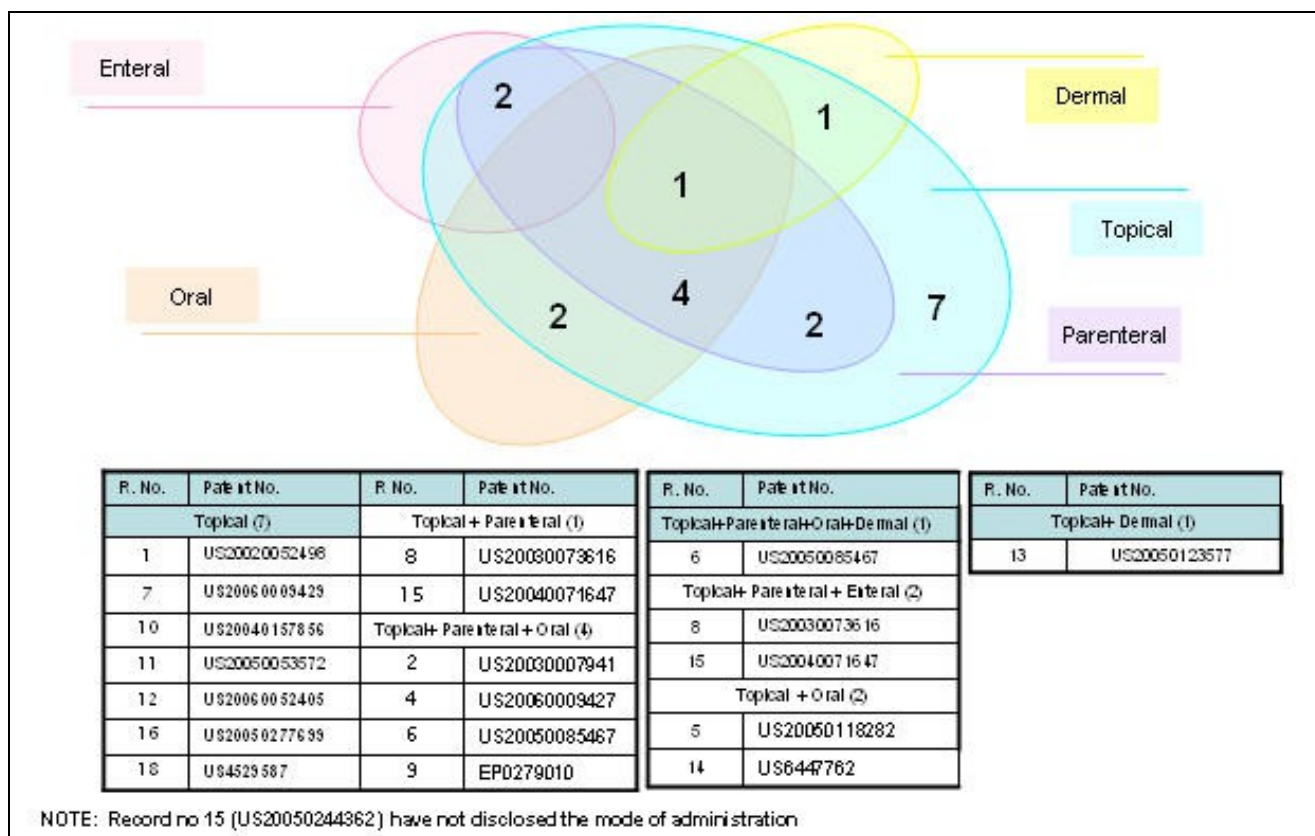 Enteral
2
1
Dermal
1
Topical
Oral
4
2
2
7
Parenteral
R. No. Patent No. R. No. Patent No.
Topical (7) Topical + Parenteral (1)
1 US20020052498 8 US20030073616
7 US20060009429 15 US20040071647
10 US20040157856 Topical+ Parenteral + Oral (4)
11 US20050053572 2 US20030007941
12 US20060052405 4 US20060009427
16 US20050277699 6 US20050085467
18 US4529587 9 EP0279010
R. No. Patent No.
Topical+Parenteral+Oral+Dermal (1)
6 US20050085467
Topical+ Parenteral + Enteral (2)
8 US20030073616
15 US20040071647
Topical + Oral (2)
5 US20050118282
14 US6447762
R. No. Patent No.
Topical+ Dermal (1)
13 US20050123577
NOTE: Record no 15 (US20050244362) have not disclosed the mode of administration